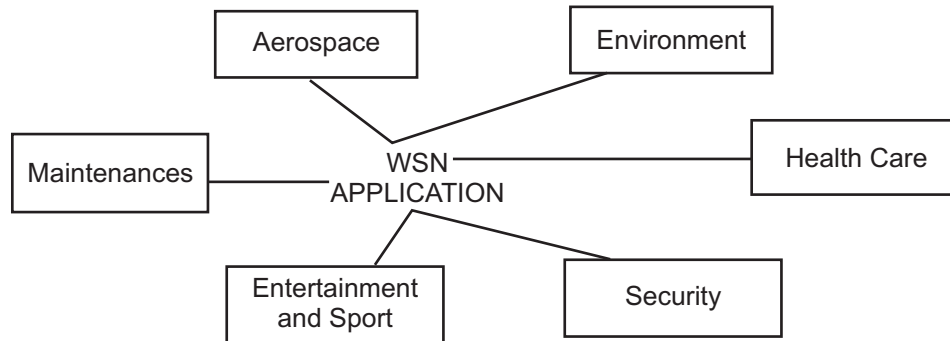 Aerospace
Environment
WSN
APPLICATION
Health Care
Maintenances
Entertainment
and Sport
Security